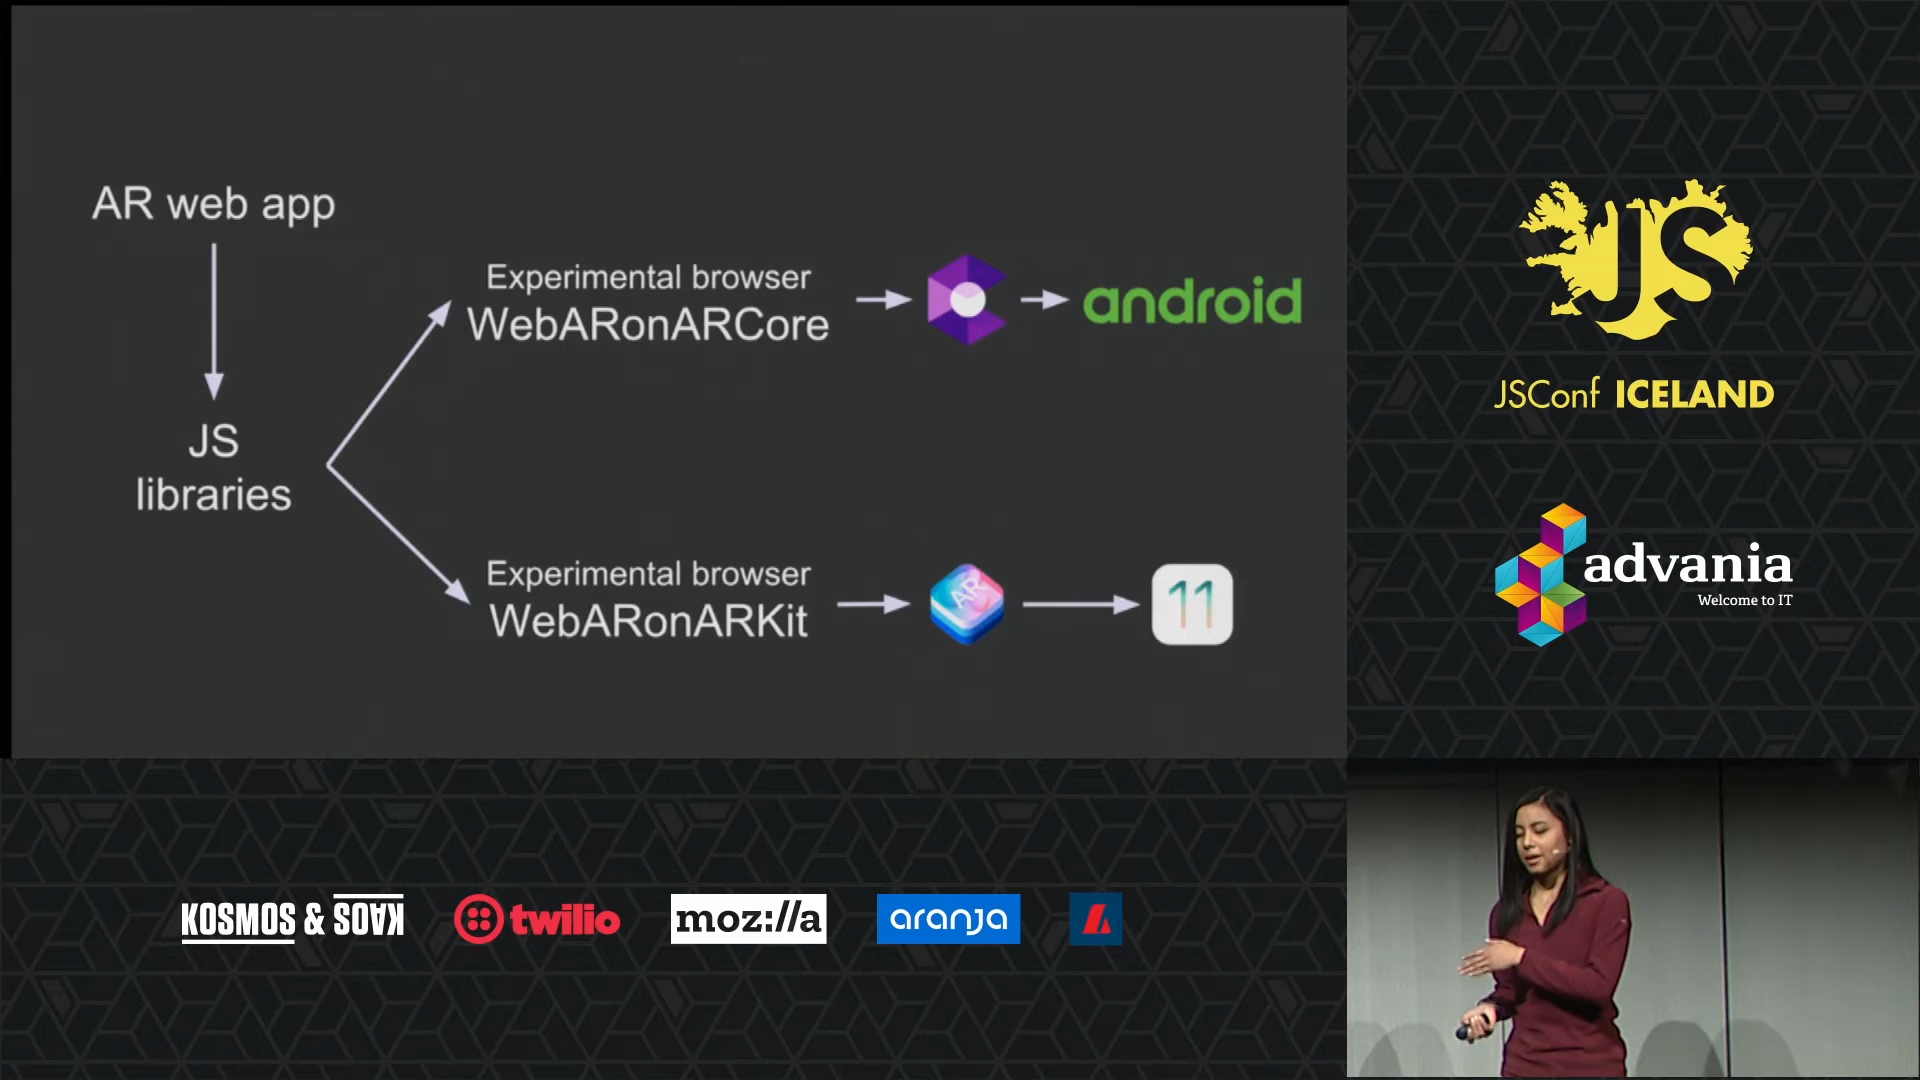 AR web app
JS
libraries
Experimental browser
WebARonARCore
android
Experimental browser
WebARonARKit
AR
11
JS
JSConf ICELAND
advania
Welcome to IT
KOSMOS & KAOS
twilio
moz://a
aranja